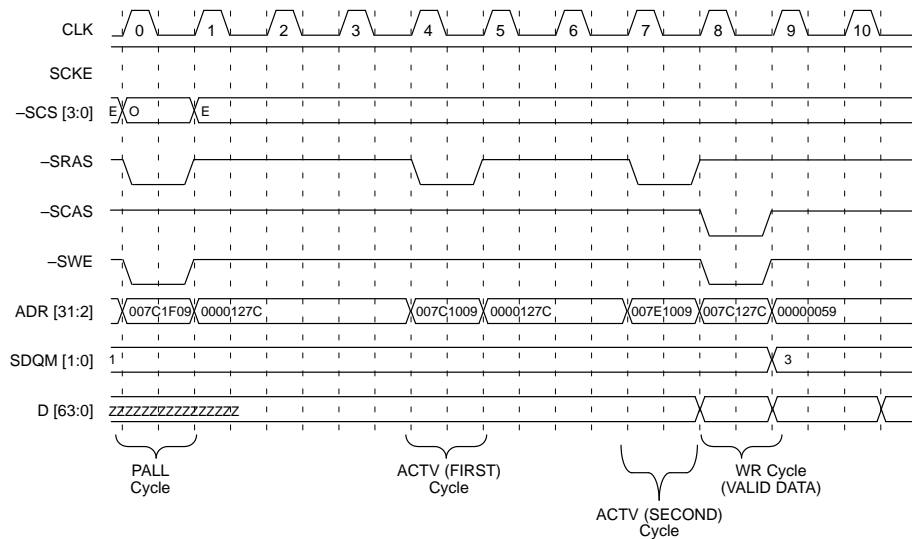 CLK 0 1 2 3 4 5 6 7 8 9 10
SCKE
–SCS [3:0] E O E
–SRAS
–SCAS
–SWE
ADR [31:2] 007C1F09 0000127C 007C1009 0000127C 007E1009 007C127C 00000059
SDQM [1:0] 1 3
D [63:0] ZZZZZZZZZZZZZZZ
PALL
Cycle
ACTV (FIRST)
Cycle
ACTV (SECOND)
Cycle
WR Cycle
(VALID DATA)